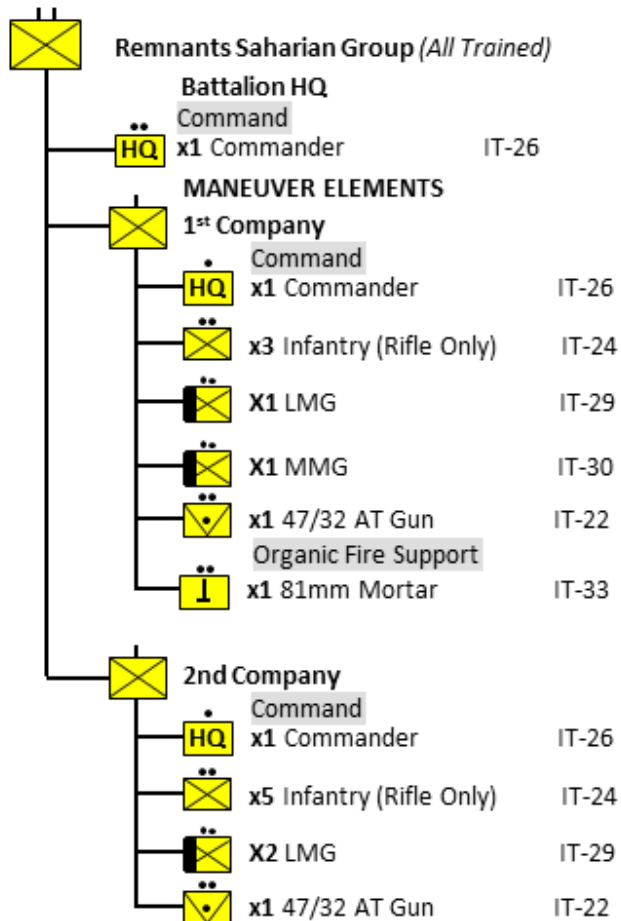 Remnants Saharian Group (All Trained)
Battalion HQ
Command
HQ x1 Commander IT-26
MANEUVER ELEMENTS
1st Company
Command
HQ x1 Commander IT-26
x3 Infantry (Rifle Only) IT-24
X1 LMG IT-29
X1 MMG IT-30
x1 47/32 AT Gun IT-22
Organic Fire Support
x1 81mm Mortar IT-33
2nd Company
Command
HQ x1 Commander IT-26
x5 Infantry (Rifle Only) IT-24
X2 LMG IT-29
x1 47/32 AT Gun IT-22